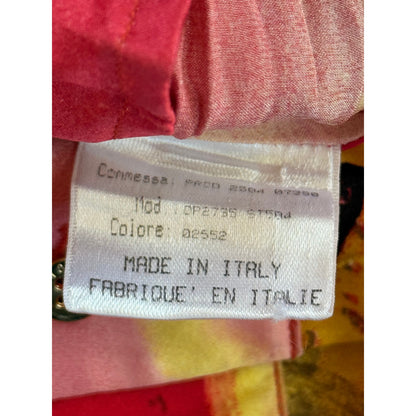 Commessa:
Mod :
Colore: 02552
MADE IN ITALY
FABRIQUE' EN ITALIE